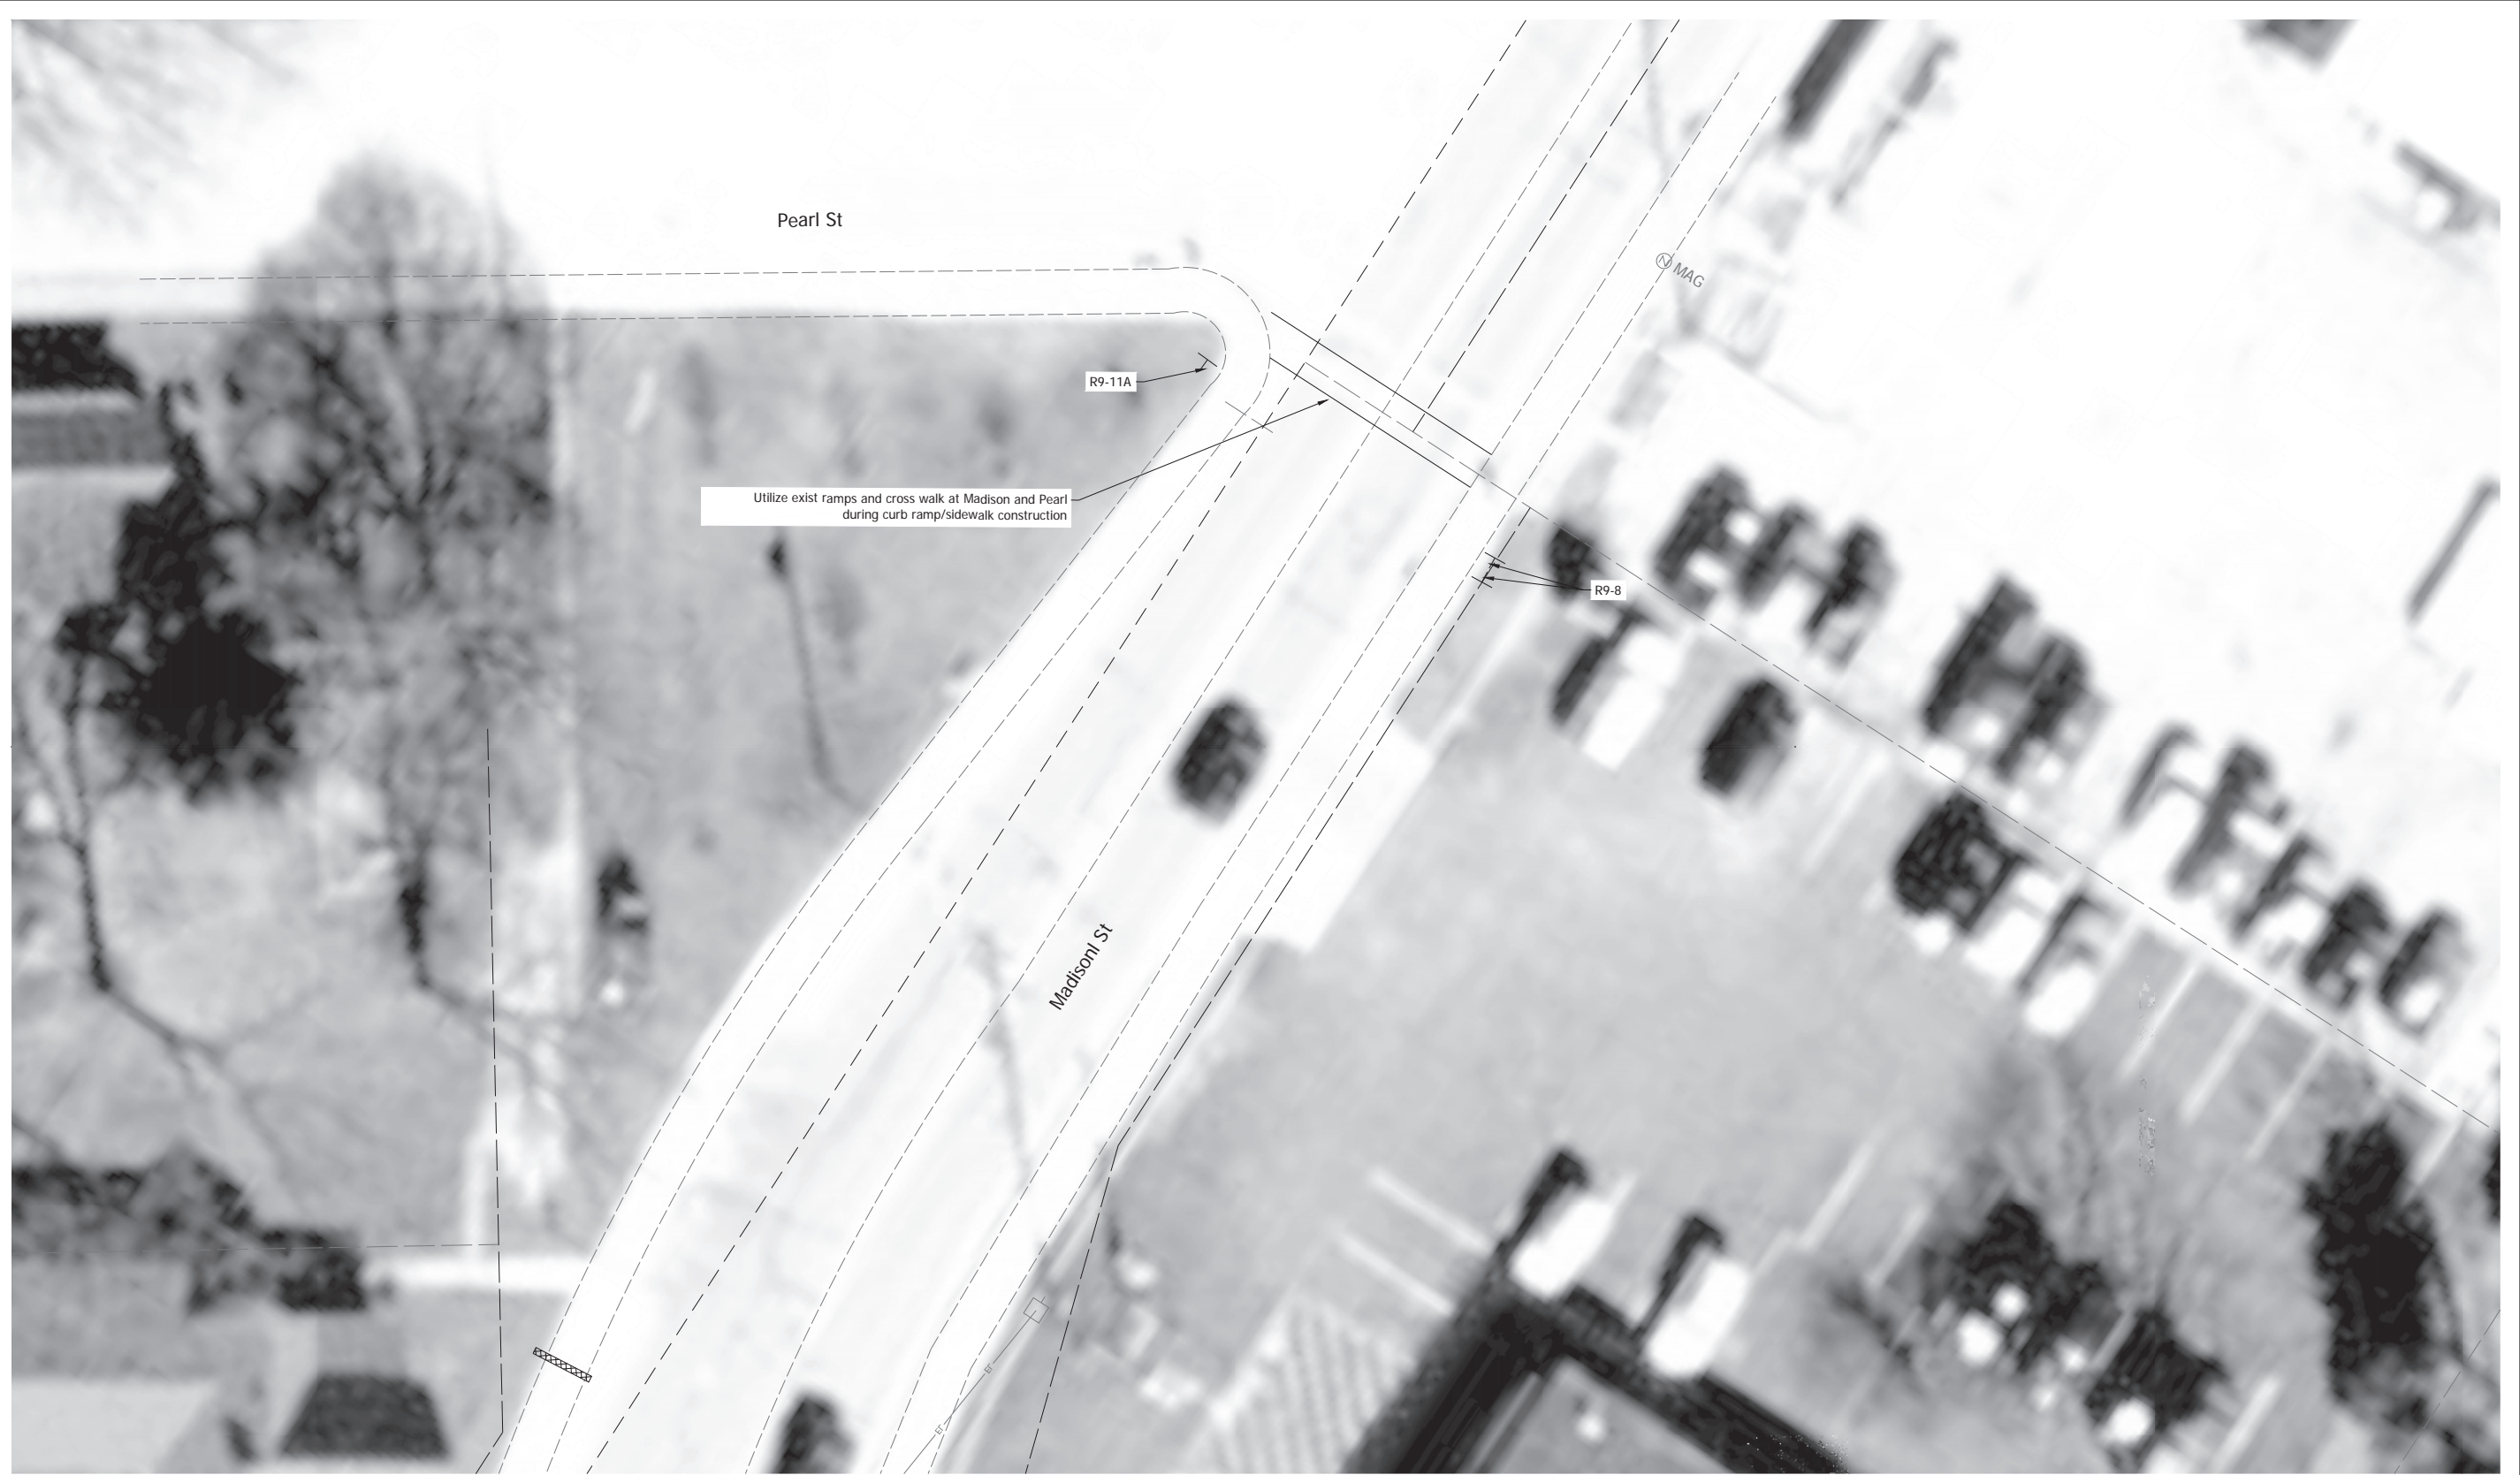 Pearl St
MAG
R9-11A
Utilize exist ramps and cross walk at Madison and Pearl
during curb ramp/sidewalk construction
R9-8
Madisonl St